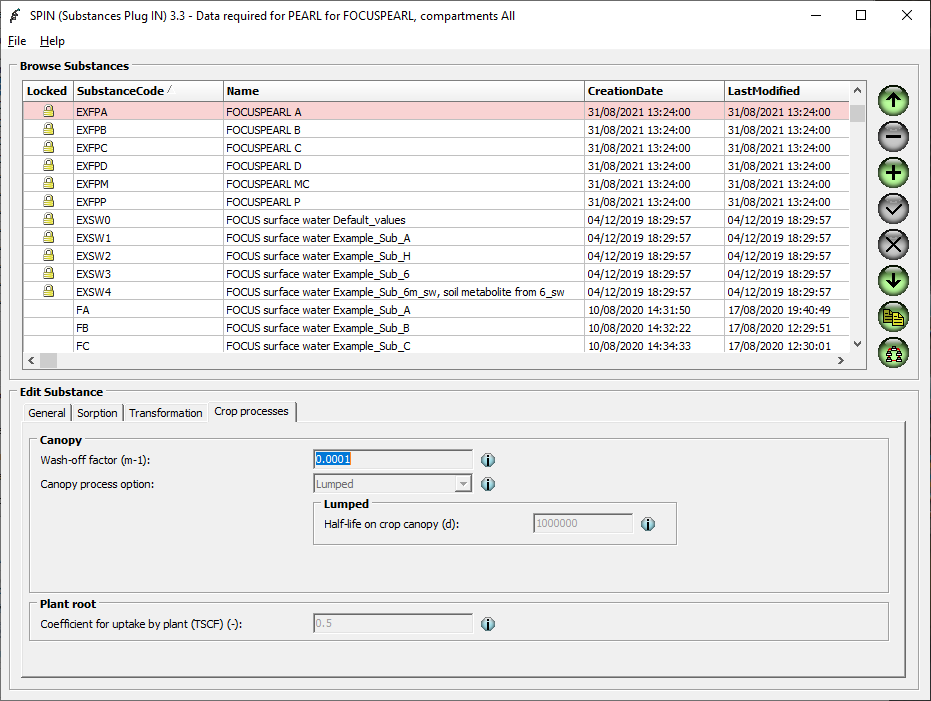 SPIN (Substances Plug IN) 3.3 - Data required for PEARL for FOCUSPEARL, compartments All
File Help
Browse Substances
Locked SubstanceCode Name CreationDate LastModified
EXFPA FOCUSPEARL A 31/08/2021 13:24:00 31/08/2021 13:24:00
EXFPB FOCUSPEARL B 31/08/2021 13:24:00 31/08/2021 13:24:00
EXFPC FOCUSPEARL C 31/08/2021 13:24:00 31/08/2021 13:24:00
EXFPD FOCUSPEARL D 31/08/2021 13:24:00 31/08/2021 13:24:00
EXFPM FOCUSPEARL MC 31/08/2021 13:24:00 31/08/2021 13:24:00
EXFPP FOCUSPEARL P 31/08/2021 13:24:00 31/08/2021 13:24:00
EXSW0 FOCUS surface water Default_values 04/12/2019 18:29:57 04/12/2019 18:29:57
EXSW1 FOCUS surface water Example_Sub_A 04/12/2019 18:29:57 04/12/2019 18:29:57
EXSW2 FOCUS surface water Example_Sub_H 04/12/2019 18:29:57 04/12/2019 18:29:57
EXSW3 FOCUS surface water Example_Sub_6 04/12/2019 18:29:57 04/12/2019 18:29:57
EXSW4 FOCUS surface water Example_Sub_6m_sw, soil metabolite from 6_sw 04/12/2019 18:29:57 04/12/2019 18:29:57
FA FOCUS surface water Example_Sub_A 10/08/2020 14:31:50 17/08/2020 19:40:49
FB FOCUS surface water Example_Sub_B 10/08/2020 14:32:22 17/08/2020 12:29:51
FC FOCUS surface water Example_Sub_C 10/08/2020 14:34:33 17/08/2020 12:30:01
Edit Substance
General Sorption Transformation Crop processes
Canopy
Wash-off factor (m-1): 0.0001
Canopy process option: Lumped
Lumped
Half-life on crop canopy (d): 1000000
Plant root
Coefficient for uptake by plant (TSCF) (-): 0.5